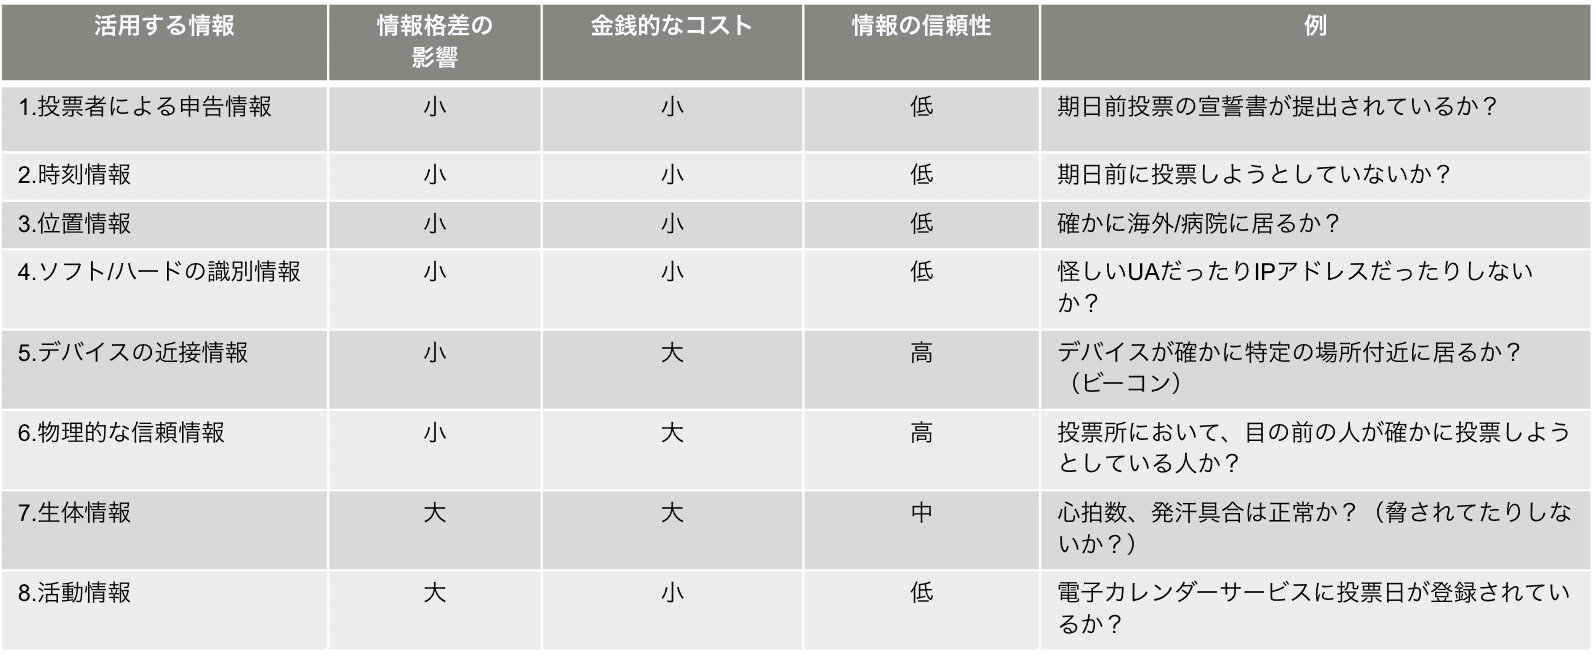 活用する情報
情報格差の
影響
金銭的なコスト
情報の信頼性
例
1.投票者による申告情報
小
小
低
期日前投票の宣誓書が提出されているか？
2.時刻情報
小
小
低
期日前に投票しようとしていないか？
3.位置情報
小
小
低
確かに海外/病院に居るか？
4.ソフト/ハードの識別情報
小
小
低
怪しいUAだったりIPアドレスだったりしない
か？
5.デバイスの近接情報
小
大
高
デバイスが確かに特定の場所付近に居るか？
（ビーコン）
6.物理的な信頼情報
小
大
高
投票所において、目の前の人が確かに投票しよう
としている人か？
7.生体情報
大
大
中
心拍数、発汗具合は正常か？（脅されてたりしな
いか？）
8.活動情報
大
小
低
電子カレンダーサービスに投票日が登録されてい
るか？